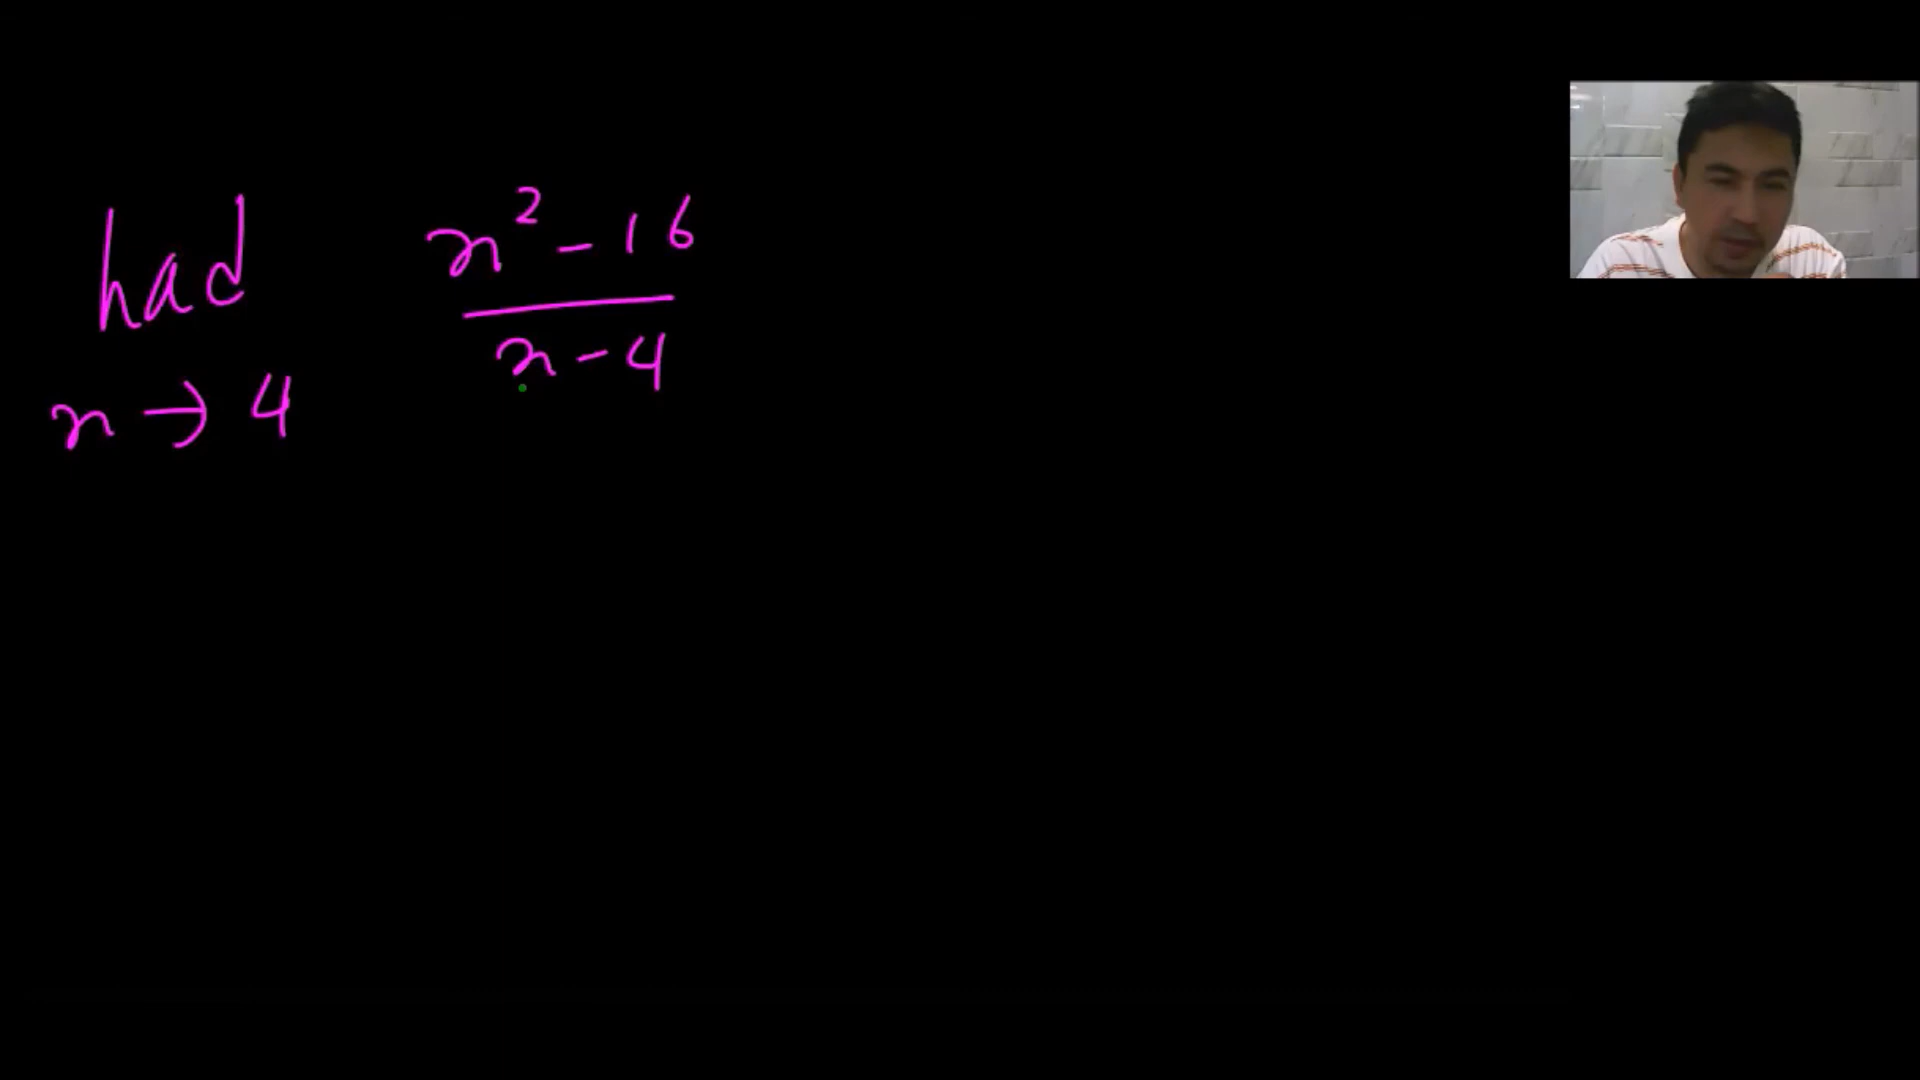 had x² - 16
x → 4 x - 4